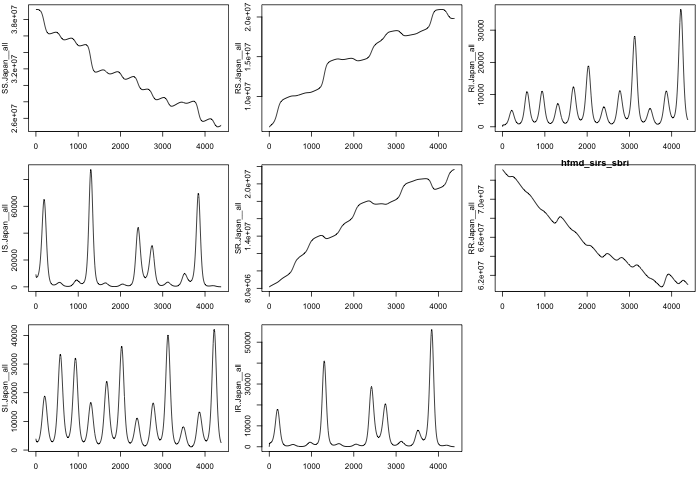 SS.Japan__all
3.8e+07
3.2e+07
2.6e+07
0 1000 2000 3000 4000
RS.Japan__all
2.0e+07
1.5e+07
1.0e+07
0 1000 2000 3000 4000
RI.Japan__all
30000
20000
10000
0
0 1000 2000 3000 4000
IS.Japan__all
60000
20000
0
0 1000 2000 3000 4000
SR.Japan__all
2.0e+07
1.4e+07
8.0e+06
0 1000 2000 3000 4000
hfmd_sirs_sbri
RR.Japan__all
7.0e+07
6.6e+07
6.2e+07
0 1000 2000 3000 4000
SI.Japan__all
40000
30000
20000
10000
0
0 1000 2000 3000 4000
IR.Japan__all
50000
30000
10000
0
0 1000 2000 3000 4000